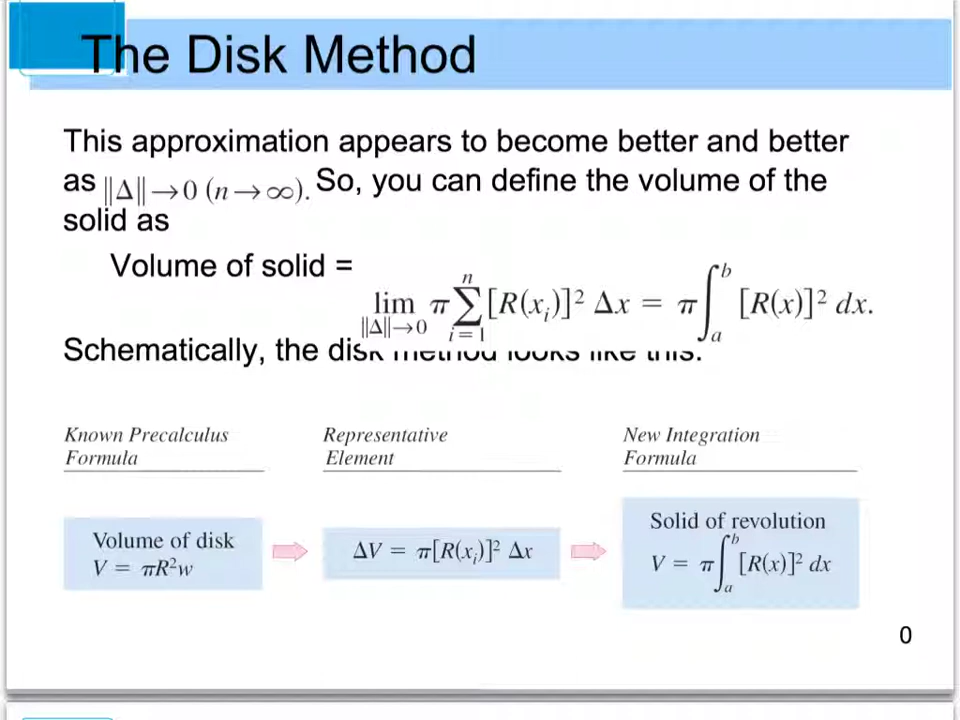 The Disk Method
This approximation appears to become better and better
as ||Δ||→0 (n→∞). So, you can define the volume of the
solid as
Volume of solid =
lim ||Δ||→0 π∑ i=1 n [R(xᵢ)]² Δx = π∫ₐᵇ [R(x)]² dx.
Schematically, the disk method looks like this.
Known Precalculus
Formula
Representative
Element
New Integration
Formula
Volume of disk
V = πR²w
ΔV = π[R(xᵢ)]² Δx
Solid of revolution
V = π∫ₐᵇ [R(x)]² dx
0